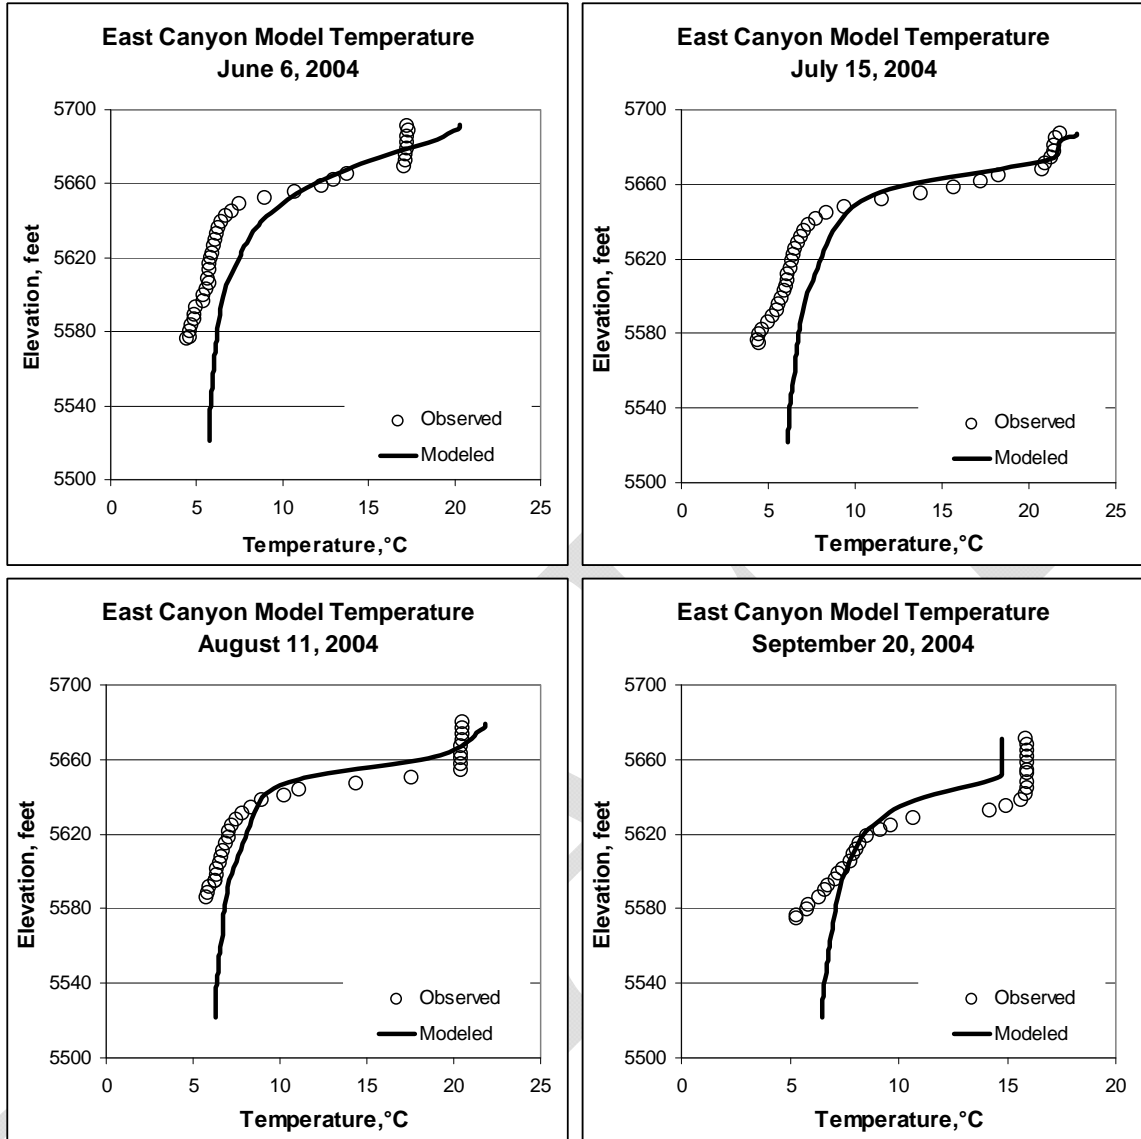 East Canyon Model Temperature
June 6, 2004
5700
5660
5620
5580
5540
5500
Elevation, feet
0 5 10 15 20 25
Temperature,°C
Observed
Modeled
East Canyon Model Temperature
July 15, 2004
5700
5660
5620
5580
5540
5500
Elevation, feet
0 5 10 15 20 25
Temperature,°C
Observed
Modeled
East Canyon Model Temperature
August 11, 2004
5700
5660
5620
5580
5540
5500
Elevation, feet
0 5 10 15 20 25
Temperature,°C
Observed
Modeled
East Canyon Model Temperature
September 20, 2004
5700
5660
5620
5580
5540
5500
Elevation, feet
0 5 10 15 20
Temperature,°C
Observed
Modeled